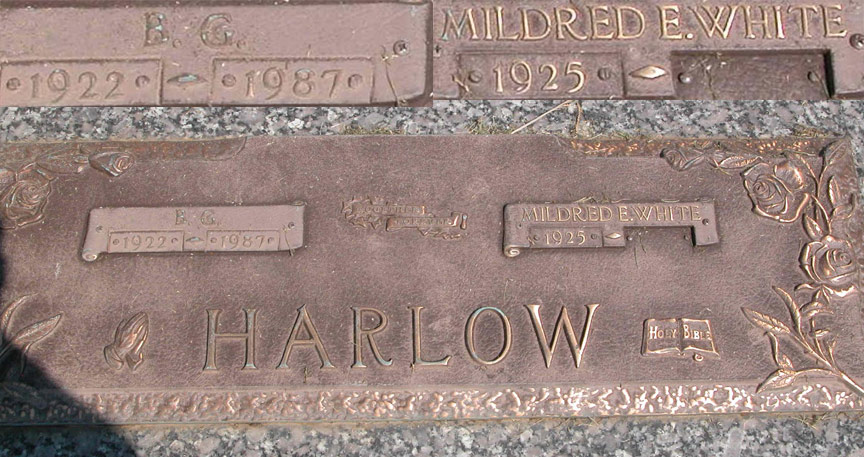 B. G.
1922 1987
MILDRED E. WHITE
1925
B. G.
1922 1987
MILDRED E. WHITE
1925
HARLOW
HOLY BIBLE